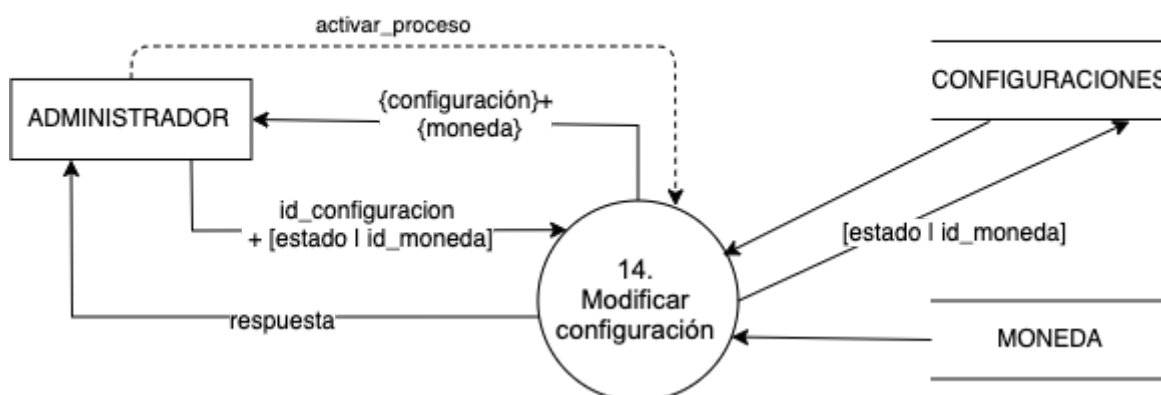 activar_proceso
CONFIGURACIONES
{configuración}+
{moneda}
ADMINISTRADOR
id_configuracion
+ [estado | id_moneda]
[estado | id_moneda]
14.
Modificar
configuración
respuesta
MONEDA